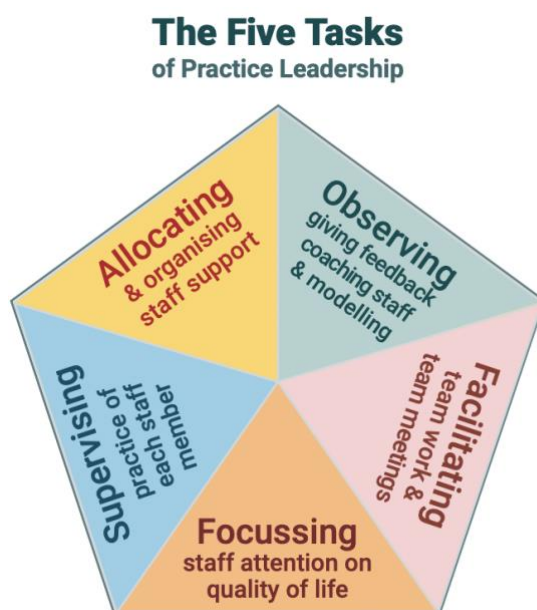 The Five Tasks
of Practice Leadership
Allocating
& organising
staff support
Observing
giving feedback
coaching staff
& modelling
Supervising
practice of
each staff
member
Facilitating
team work &
team meetings
Focussing
staff attention on
quality of life